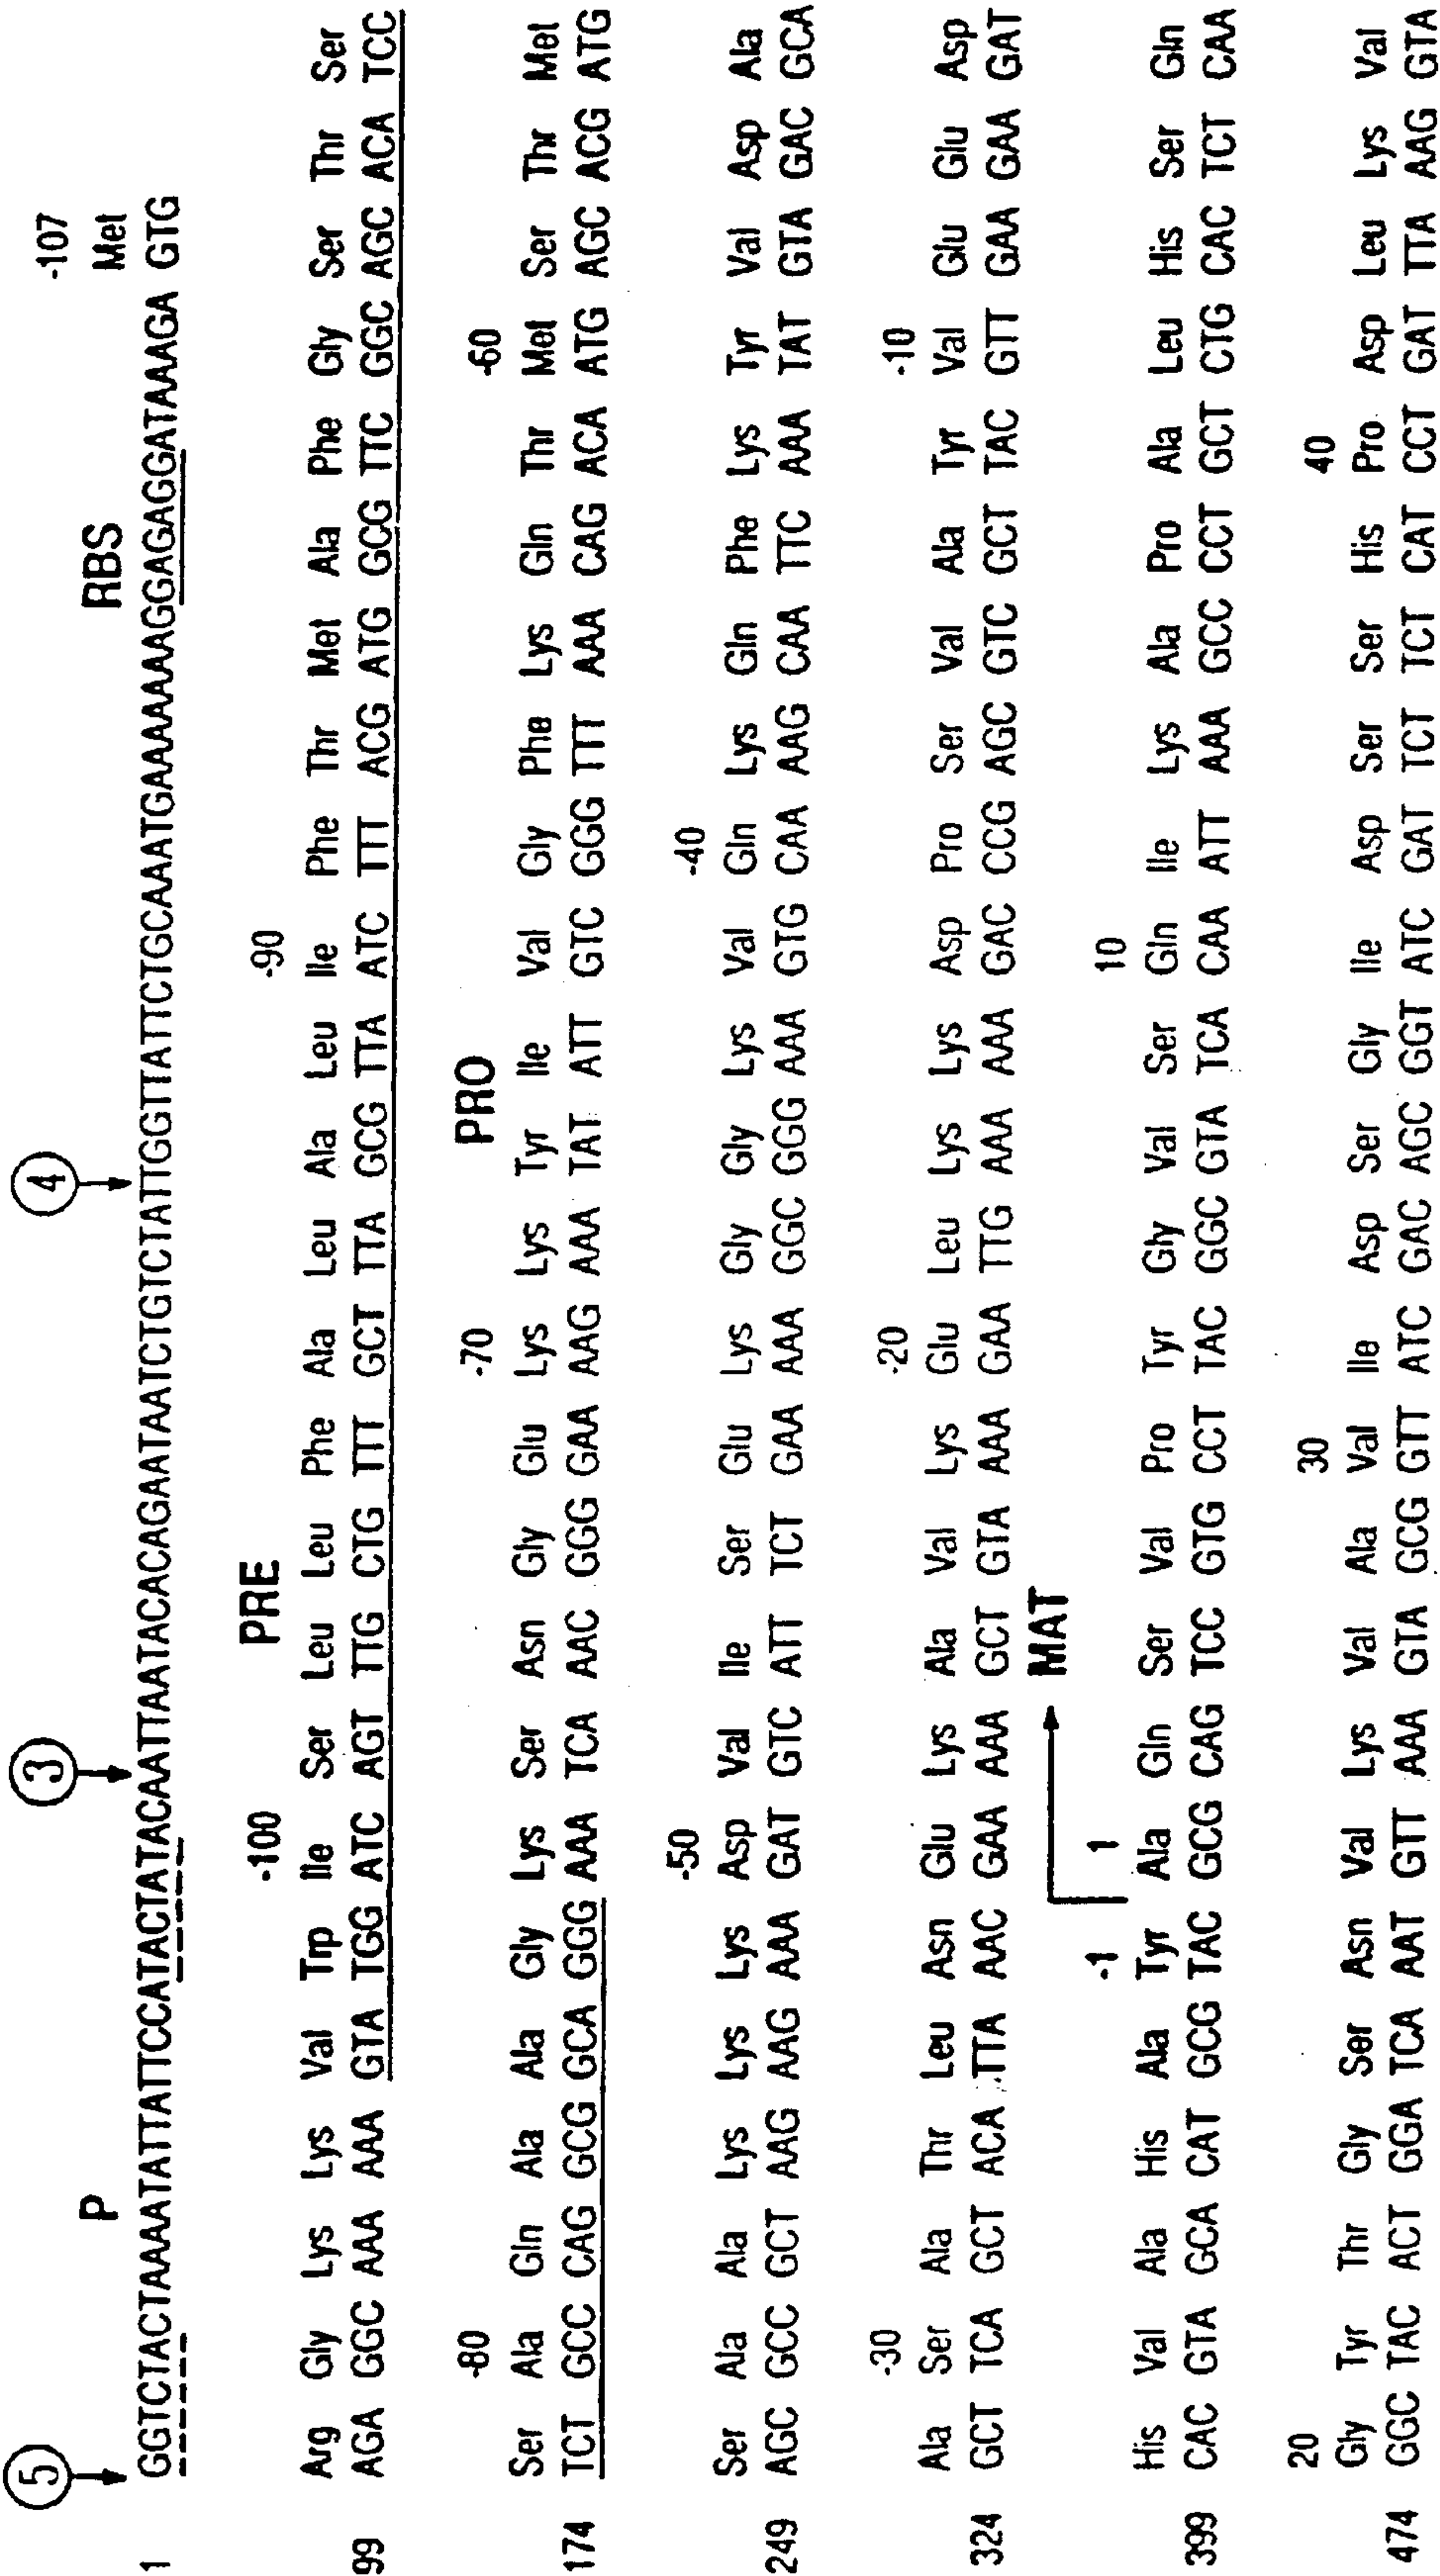 5 3 4 -107
P RBS Met
1 GGTCTACTAAAATATTATTCCATACTATACAATTAATACACAGAATAATCTGTCTATTGGTTATTCTGCAAATGAAAAAAAGGAGAGGATAAAGA GTG
PRE
-100 -90
Arg Gly Lys Lys Val Trp Ile Ser Leu Leu Phe Ala Leu Ala Leu Ile Phe Thr Met Ala Phe Gly Ser Thr Ser
99 AGA GGC AAA AAA GTA TGG ATC AGT TTG CTG TTT GCT TTA GCG TTA ATC TTT ACG ATG GCG TTC GGC AGC ACA TCC
PRO
-80 -70 -60
Ser Ala Gln Ala Ala Gly Lys Ser Asn Gly Glu Lys Lys Tyr Ile Val Gly Phe Lys Gln Thr Met Ser Thr Met
174 TCT GCC CAG GCG GCA GGG AAA TCA AAC GGG GAA AAG AAA TAT ATT GTC GGG TTT AAA CAG ACA ATG AGC ACG ATG
-50 -40
Ser Ala Ala Lys Lys Lys Asp Val Ile Ser Glu Lys Gly Gly Lys Val Gln Lys Gln Phe Lys Tyr Val Asp Ala
249 AGC GCC GCT AAG AAG AAA GAT GTC ATT TCT GAA AAA GGC GGG AAA GTG CAA AAG CAA TTC AAA TAT GTA GAC GCA
-30 -20 -10
Ala Ser Ala Thr Leu Asn Glu Lys Ala Val Lys Glu Leu Lys Lys Asp Pro Ser Val Ala Tyr Val Glu Glu Asp
324 GCT TCA GCT ACA TTA AAC GAA AAA GCT GTA AAA GAA TTG AAA AAA GAC CCG AGC GTC GCT TAC GTT GAA GAA GAT
MAT
-1 1 10
His Val Ala His Ala Tyr Ala Gln Ser Val Pro Tyr Gly Val Ser Gln Ile Lys Ala Pro Ala Leu His Ser Gln
399 CAC GTA GCA CAT GCG TAC GCG CAG TCC GTG CCT TAC GGC GTA TCA CAA ATT AAA GCC CCT GCT CTG CAC TCT CAA
20 30 40
Gly Tyr Thr Gly Ser Asn Val Lys Val Ala Val Ile Asp Ser Gly Ile Asp Ser Ser His Pro Asp Leu Lys Val
474 GGC TAC ACT GGA TCA AAT GTT AAA GTA GCG GTT ATC GAC AGC GGT ATC GAT TCT TCT CAT CCT GAT TTA AAG GTA